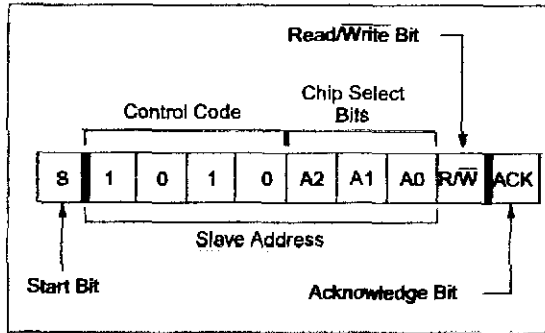 Read/Write Bit
Control Code
Chip Select
Bits
S 1 0 1 0 A2 A1 A0 R/W ACK
Slave Address
Start Bit
Acknowledge Bit